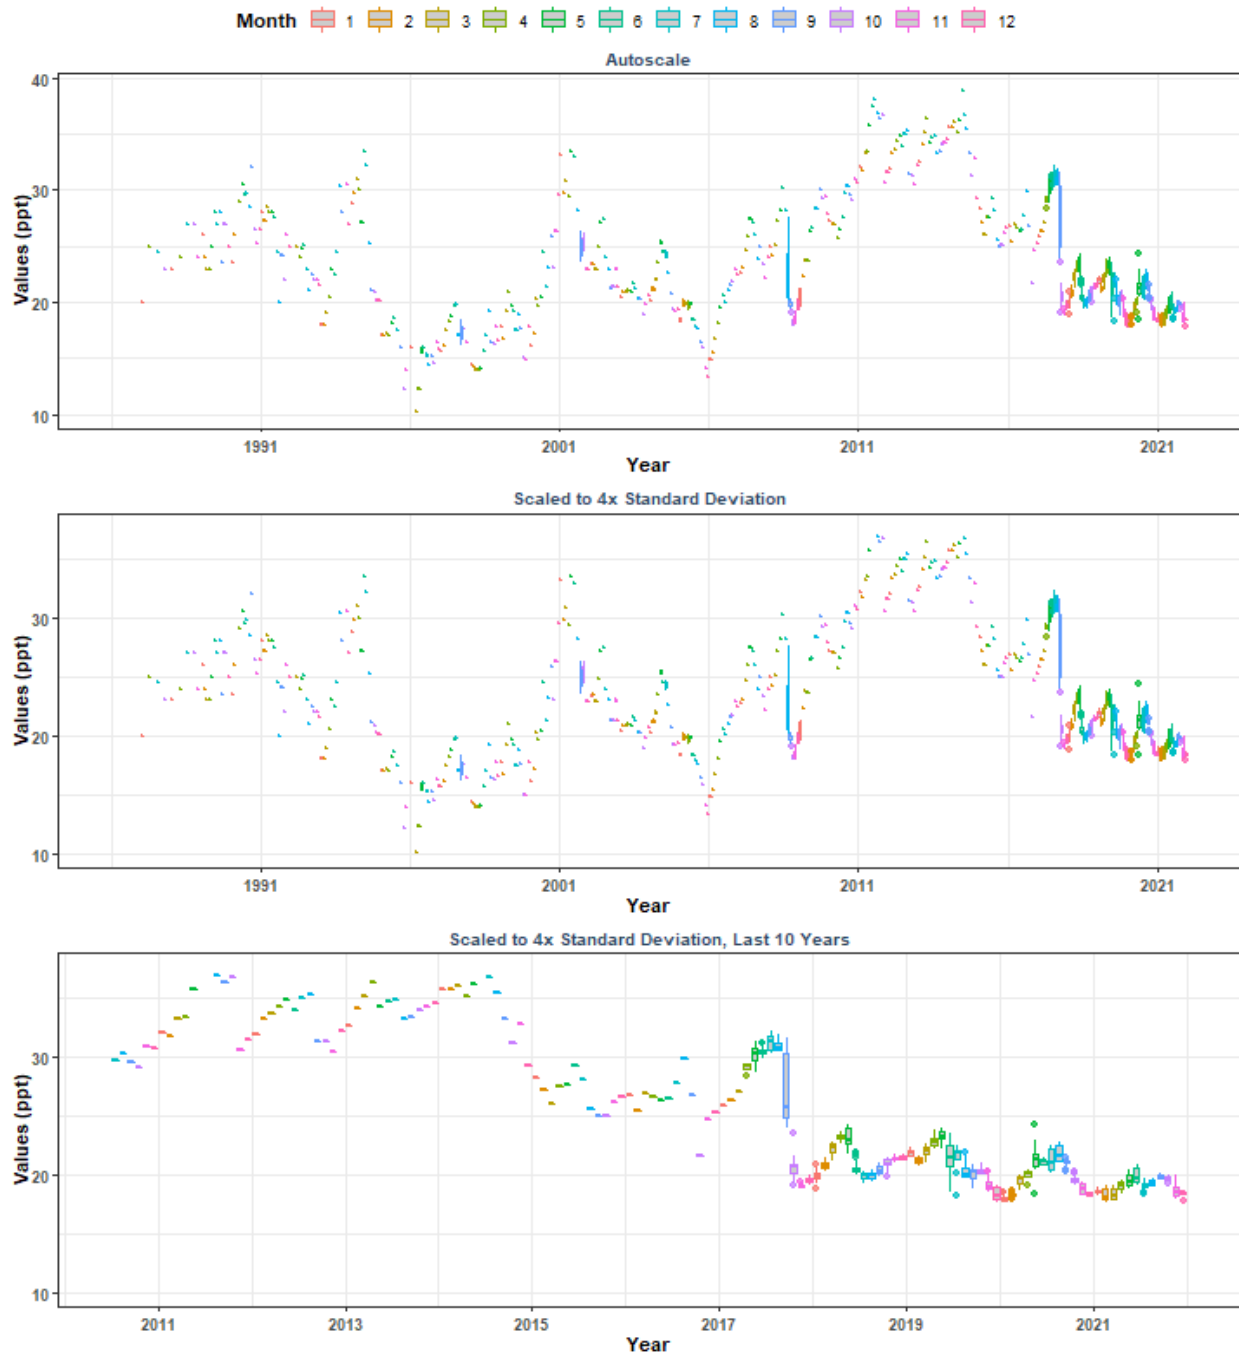 Month 1 2 3 4 5 6 7 8 9 10 11 12
Autoscale
Values (ppt)
40
30
20
10
1991 2001 2011 2021
Year
Scaled to 4x Standard Deviation
Values (ppt)
30
20
10
1991 2001 2011 2021
Year
Scaled to 4x Standard Deviation, Last 10 Years
Values (ppt)
30
20
10
2011 2013 2015 2017 2019 2021
Year